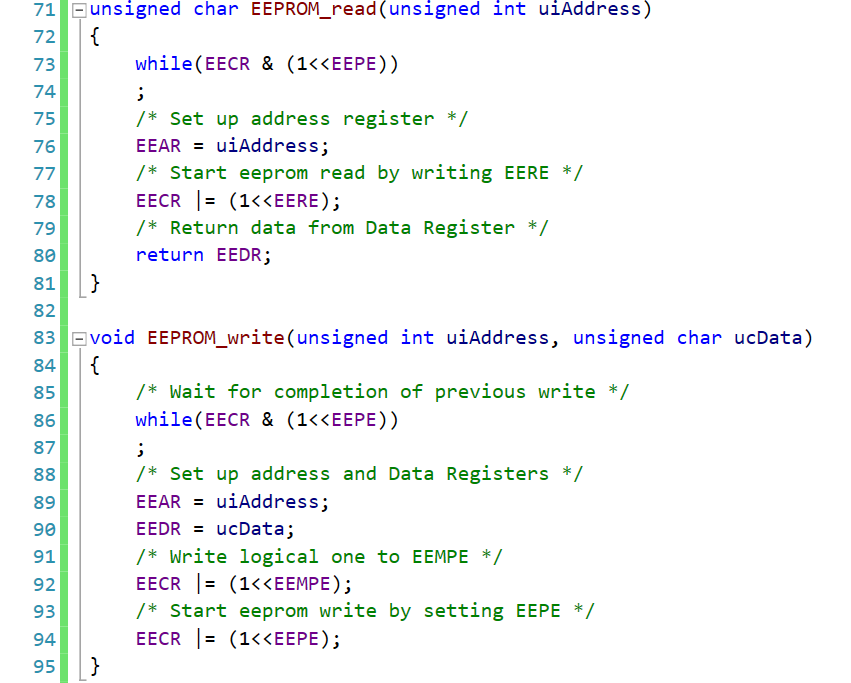 71 unsigned char EEPROM_read(unsigned int uiAddress)
72 {
73 while(EECR & (1<<EEPE))
74 ;
75 /* Set up address register */
76 EEAR = uiAddress;
77 /* Start eeprom read by writing EERE */
78 EECR |= (1<<EERE);
79 /* Return data from Data Register */
80 return EEDR;
81 }
82
83 void EEPROM_write(unsigned int uiAddress, unsigned char ucData)
84 {
85 /* Wait for completion of previous write */
86 while(EECR & (1<<EEPE))
87 ;
88 /* Set up address and Data Registers */
89 EEAR = uiAddress;
90 EEDR = ucData;
91 /* Write logical one to EEMPE */
92 EECR |= (1<<EEMPE);
93 /* Start eeprom write by setting EEPE */
94 EECR |= (1<<EEPE);
95 }